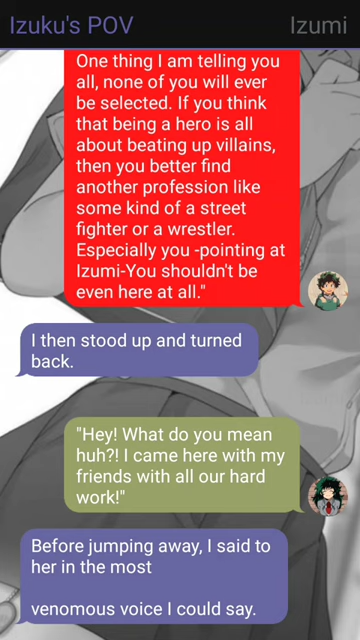 Izuku's POV
Izumi
One thing I am telling you
all, none of you will ever
be selected. If you think
that being a hero is all
about beating up villains,
then you better find
another profession like
some kind of a street
fighter or a wrestler.
Especially you -pointing at
Izumi-You shouldn't be
even here at all."
I then stood up and turned
back.
"Hey! What do you mean
huh?! I came here with my
friends with all our hard
work!"
Before jumping away, I said to
her in the most
venomous voice I could say.